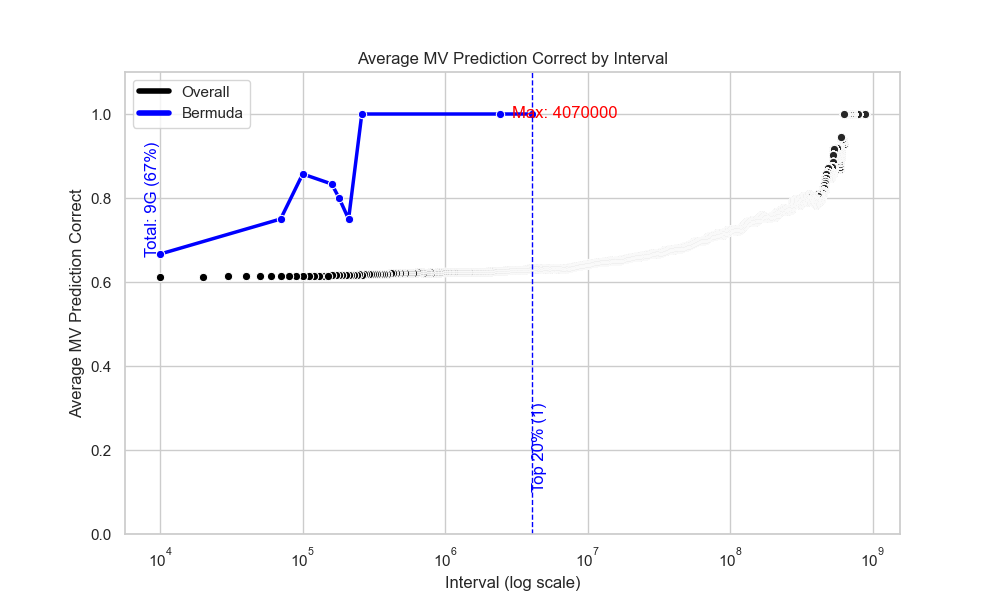 Average MV Prediction Correct by Interval
Overall
Bermuda
Max: 4070000
Total: 9G (67%)
Top 20% (1)
Average MV Prediction Correct
1.0
0.8
0.6
0.4
0.2
0.0
10^4 10^5 10^6 10^7 10^8 10^9
Interval (log scale)